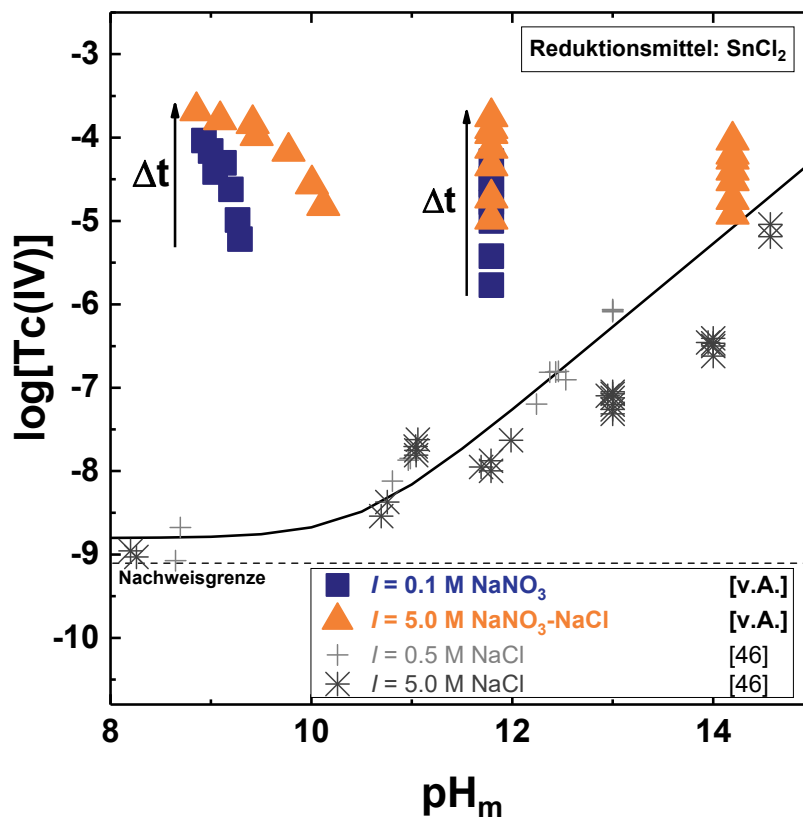 Reduktionsmittel: SnCl₂
-3
-4
-5
-6
-7
-8
-9
-10
log[Tc(IV)]
Δt
Δt
Nachweisgrenze
I = 0.1 M NaNO₃ [v.A.]
I = 5.0 M NaNO₃-NaCl [v.A.]
I = 0.5 M NaCl [46]
I = 5.0 M NaCl [46]
8 10 12 14
pHₘ